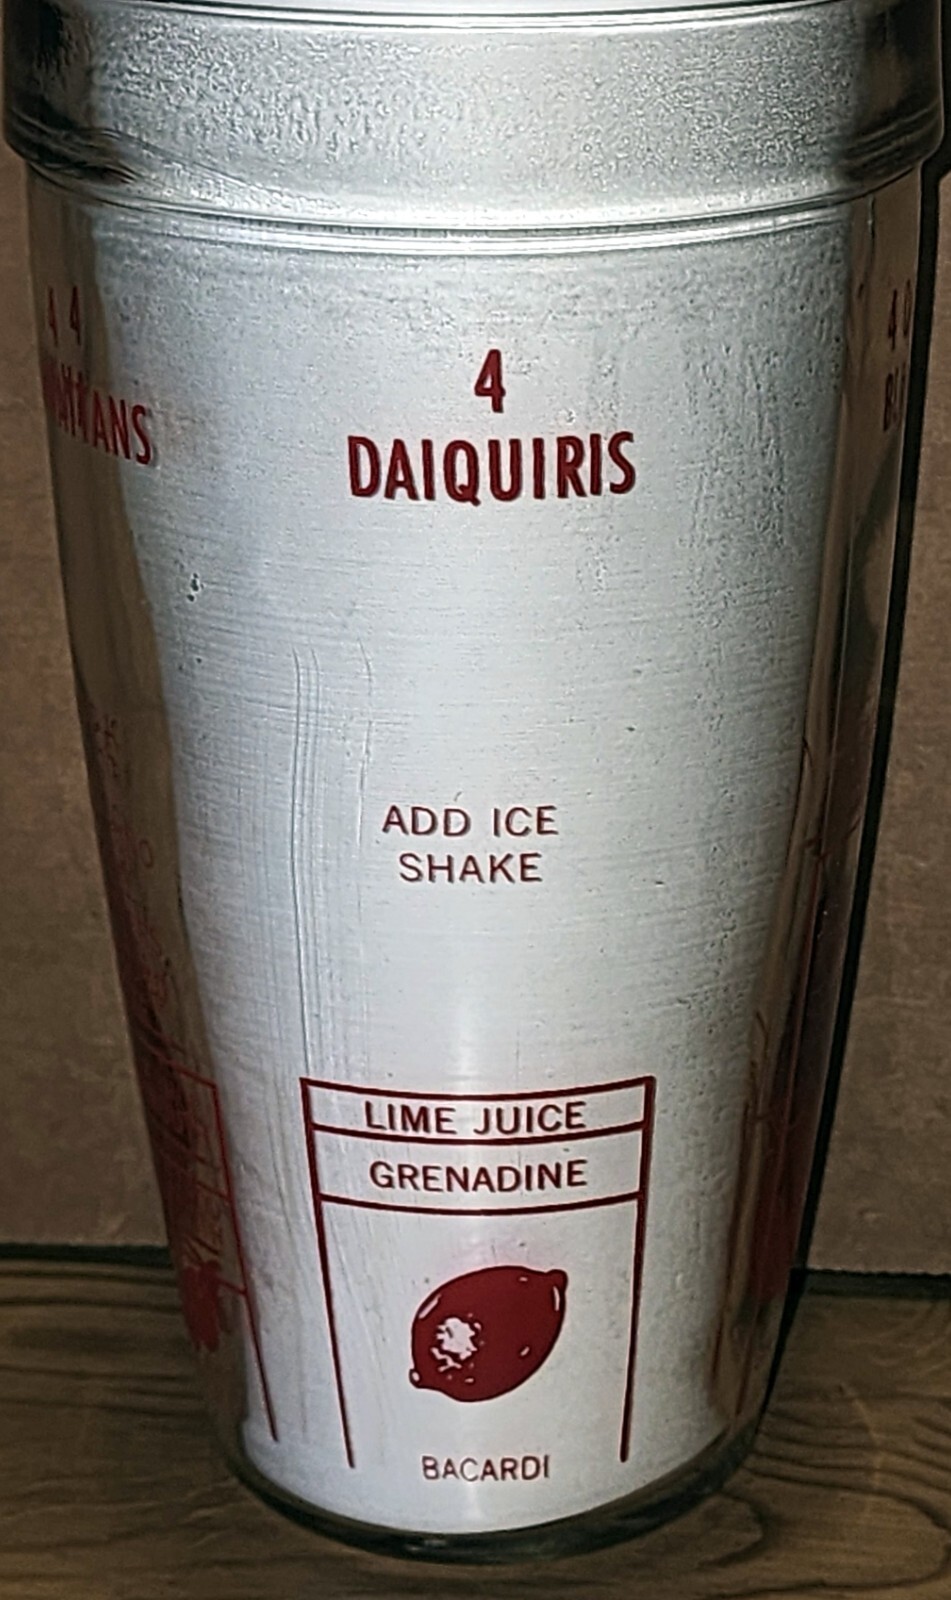 4
DAIQUIRIS
ADD ICE
SHAKE
LIME JUICE
GRENADINE
BACARDI